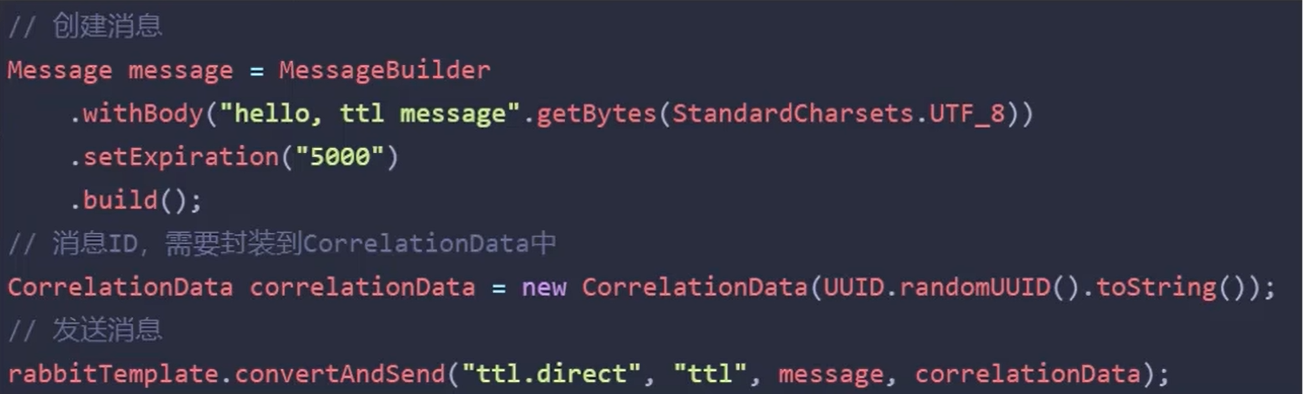 // 创建消息
Message message = MessageBuilder
    .withBody("hello, ttl message".getBytes(StandardCharsets.UTF_8))
    .setExpiration("5000")
    .build();
// 消息ID，需要封装到CorrelationData中
CorrelationData correlationData = new CorrelationData(UUID.randomUUID().toString());
// 发送消息
rabbitTemplate.convertAndSend("ttl.direct", "ttl", message, correlationData);